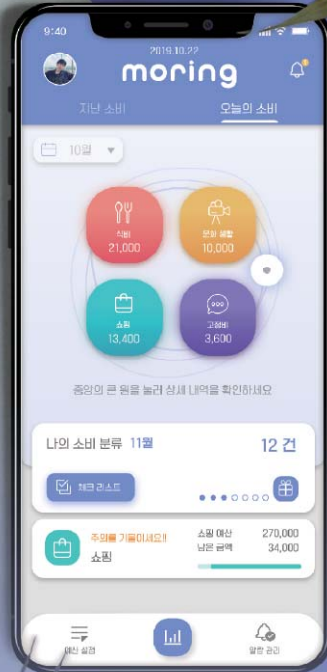 9:40
2019.10.22
moring
지난 소비
오늘의 소비
10월
식비
21,000
문화 생활
10,000
쇼핑
13,400
고정비
3,600
중앙의 큰 원을 눌러 상세 내역을 확인하세요
나의 소비 분류 11월
12 건
체크 리스트
주의를 기울이세요!!
쇼핑
쇼핑 예산 270,000
남은 금액 34,000
예산 설정
알람 관리